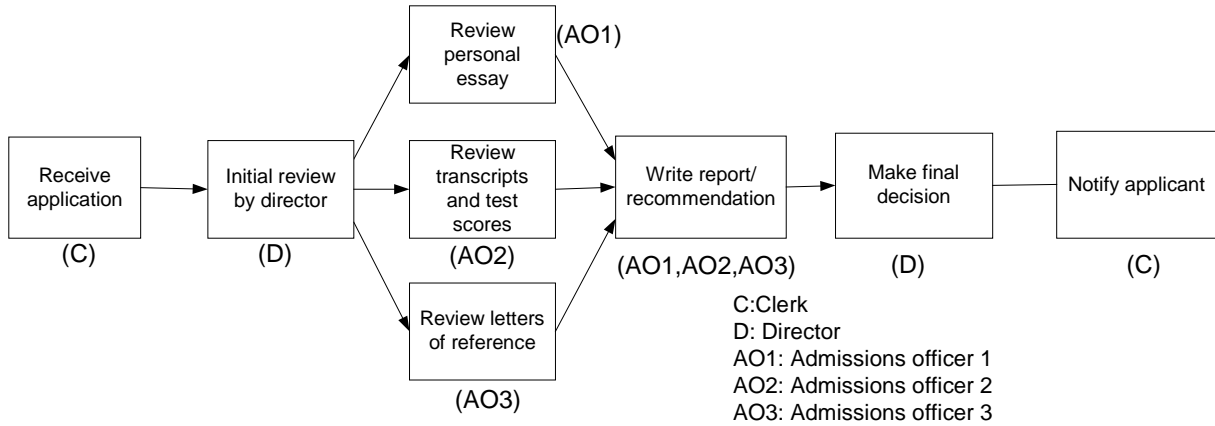 Receive
application
(C)
Initial review
by director
(D)
Review
personal
essay
(AO1)
Review
transcripts
and test
scores
(AO2)
Review letters
of reference
(AO3)
Write report/
recommendation
(AO1,AO2,AO3)
Make final
decision
(D)
Notify applicant
(C)
C:Clerk
D: Director
AO1: Admissions officer 1
AO2: Admissions officer 2
AO3: Admissions officer 3